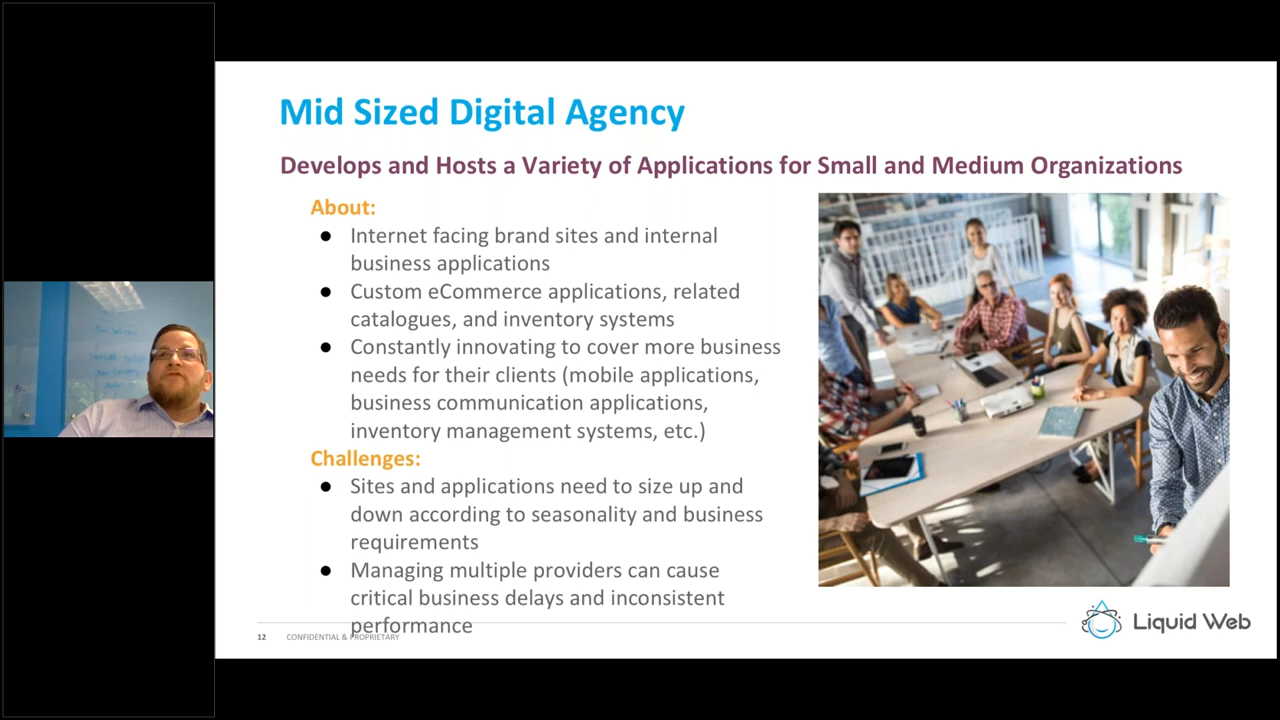 Mid Sized Digital Agency
Develops and Hosts a Variety of Applications for Small and Medium Organizations
About:
● Internet facing brand sites and internal
business applications
● Custom eCommerce applications, related
catalogues, and inventory systems
● Constantly innovating to cover more business
needs for their clients (mobile applications,
business communication applications,
inventory management systems, etc.)
Challenges:
● Sites and applications need to size up and
down according to seasonality and business
requirements
● Managing multiple providers can cause
critical business delays and inconsistent
performance
12 CONFIDENTIAL & PROPRIETARY
Liquid Web